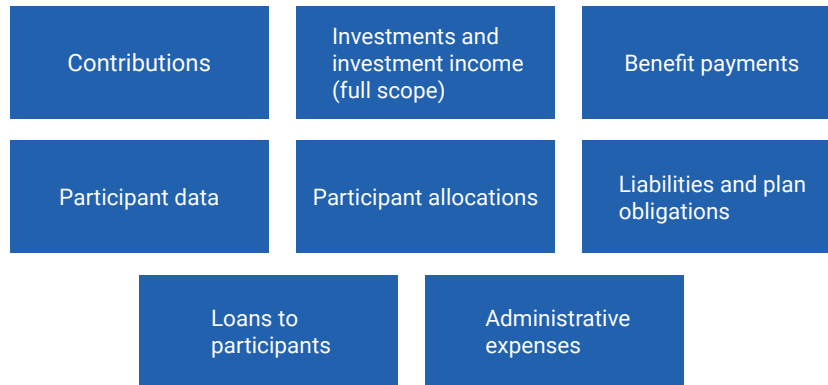 Contributions
Investments and
investment income
(full scope)
Benefit payments
Participant data
Participant allocations
Liabilities and plan
obligations
Loans to
participants
Administrative
expenses